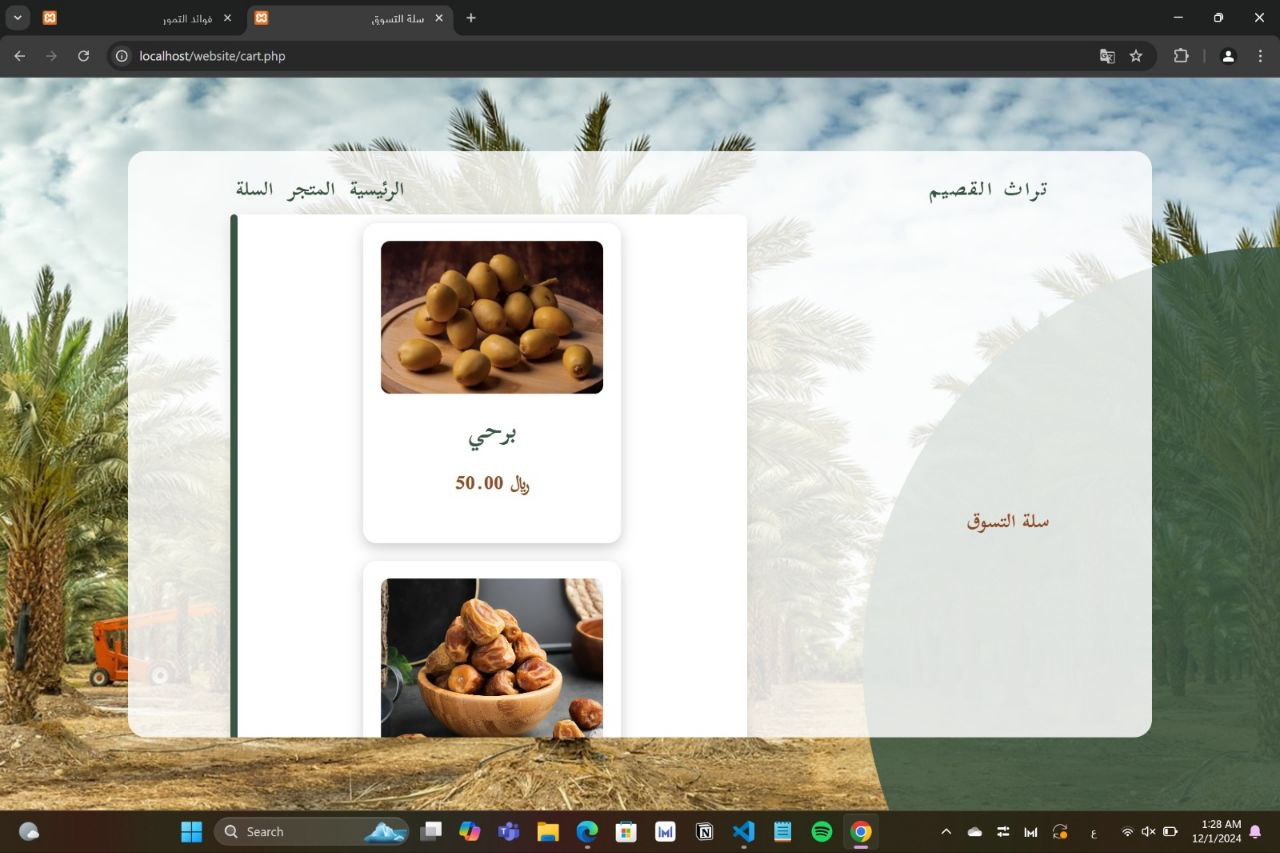 فوائد التمور
سلة التسوق
localhost/website/cart.php
تراث القصيم
الرئيسية المتجر السلة
برحي
50.00 ريال
سلة التسوق
Search
ع
1:28 AM
12/1/2024